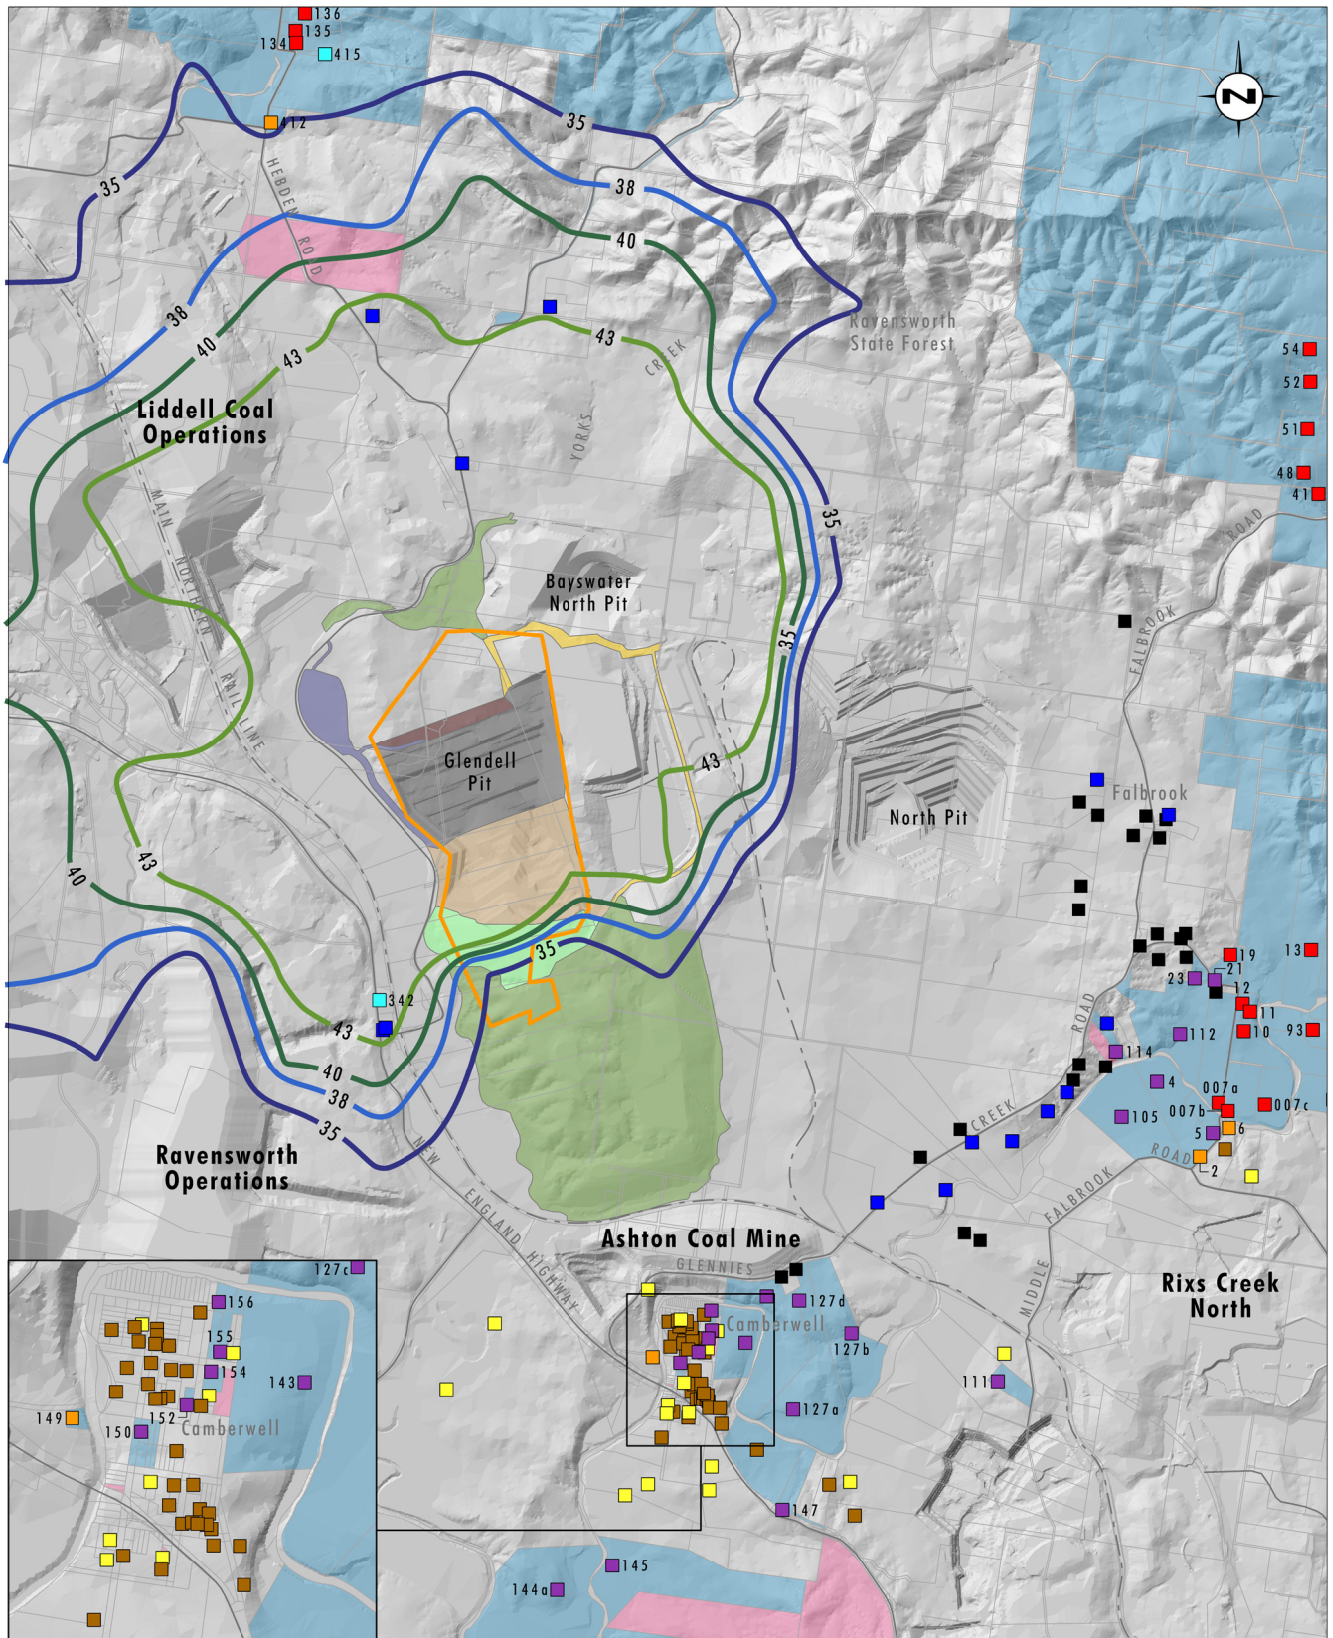 136
135
134
415
412
N
35
35
38
40
43
HEBDEN
ROAD
38
40
43
CREEK
Ravensworth
State Forest
Liddell Coal
Operations
YORKS
54
52
51
48
41
ROAD
35
MAIN
NORTHERN
RAIL LINE
Bayswater
North Pit
35
FALBROOK
Glendell
Pit
43
North Pit
Falbrook
43
40
35
342
43
40
38
35
19
21
13
23
12
11
10
93
112
114
ROAD
4
007a
007b
007c
105
6
5
CREEK
ROAD
2
FALBROOK
Ravensworth
Operations
NEW
ENGLAND HIGHWAY
Ashton Coal Mine
GLENNIES
MIDDLE
Rixs Creek
North
127d
Camberwell
127b
111
127a
147
145
144a
127c
156
155
154
143
152
149
150
Camberwell